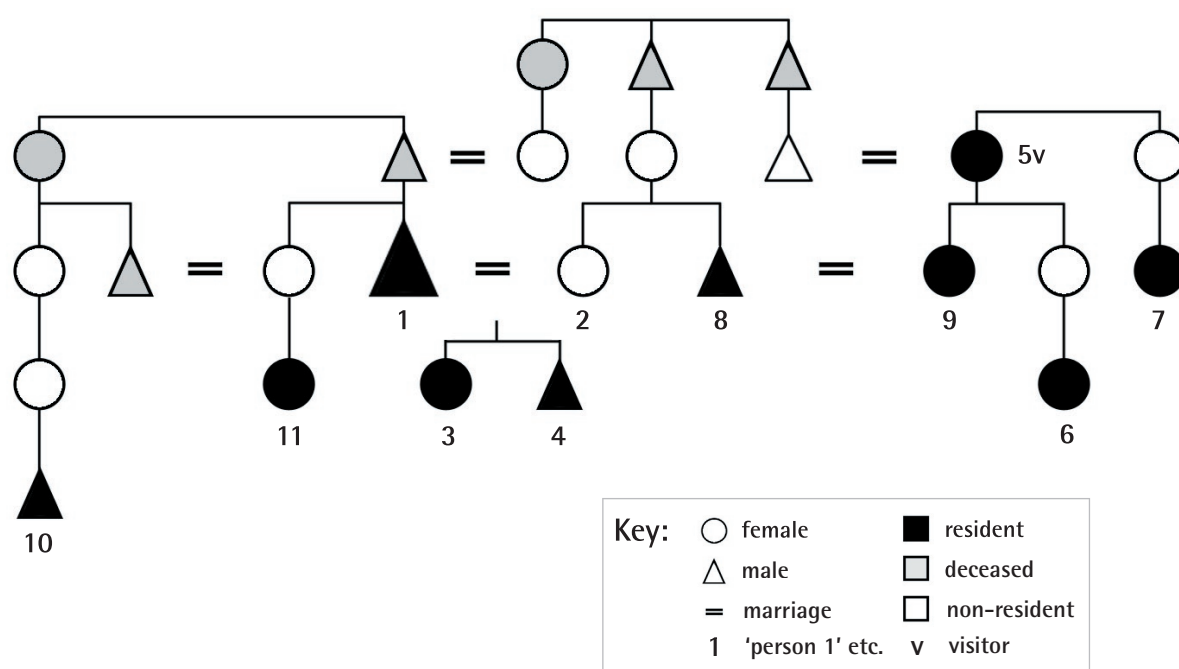 5v
1
2
8
9
7
11
3
4
6
10
Key:
female
resident
male
deceased
= marriage
non-resident
1 ‘person 1’ etc.
v visitor